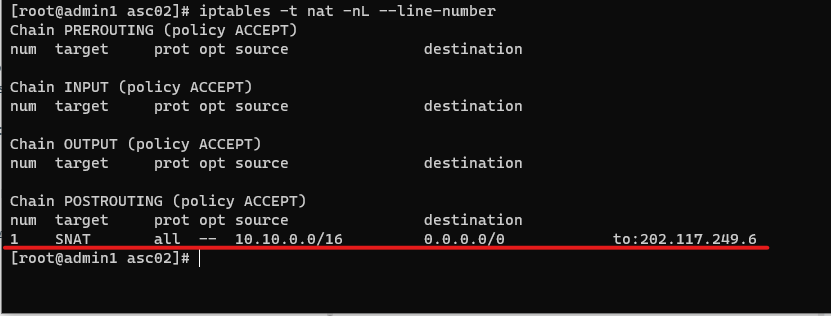 [root@admin1 asc02]# iptables -t nat -nL --line-number
Chain PREROUTING (policy ACCEPT)
num  target     prot opt source               destination
Chain INPUT (policy ACCEPT)
num  target     prot opt source               destination
Chain OUTPUT (policy ACCEPT)
num  target     prot opt source               destination
Chain POSTROUTING (policy ACCEPT)
num  target     prot opt source               destination
1    SNAT       all  --  10.10.0.0/16         0.0.0.0/0            to:202.117.249.6
[root@admin1 asc02]#